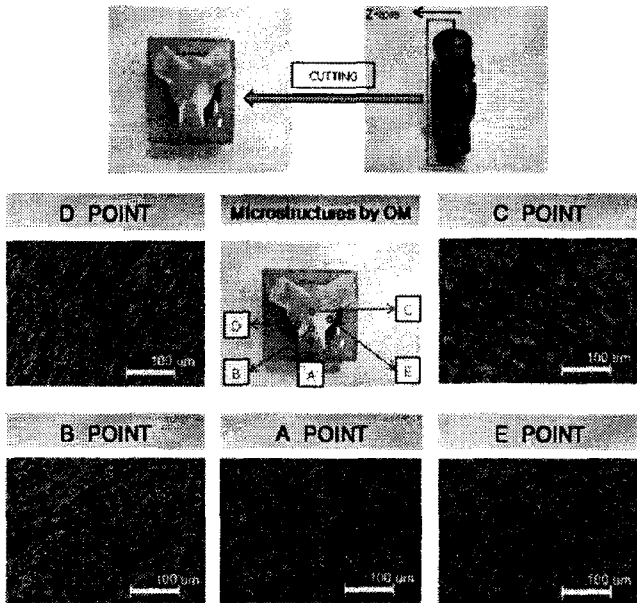 Z-axis
CUTTING
D POINT
Microstructures by OM
C POINT
100 um
D
C
B
A
E
100 um
B POINT
A POINT
E POINT
100 um
100 um
100 um